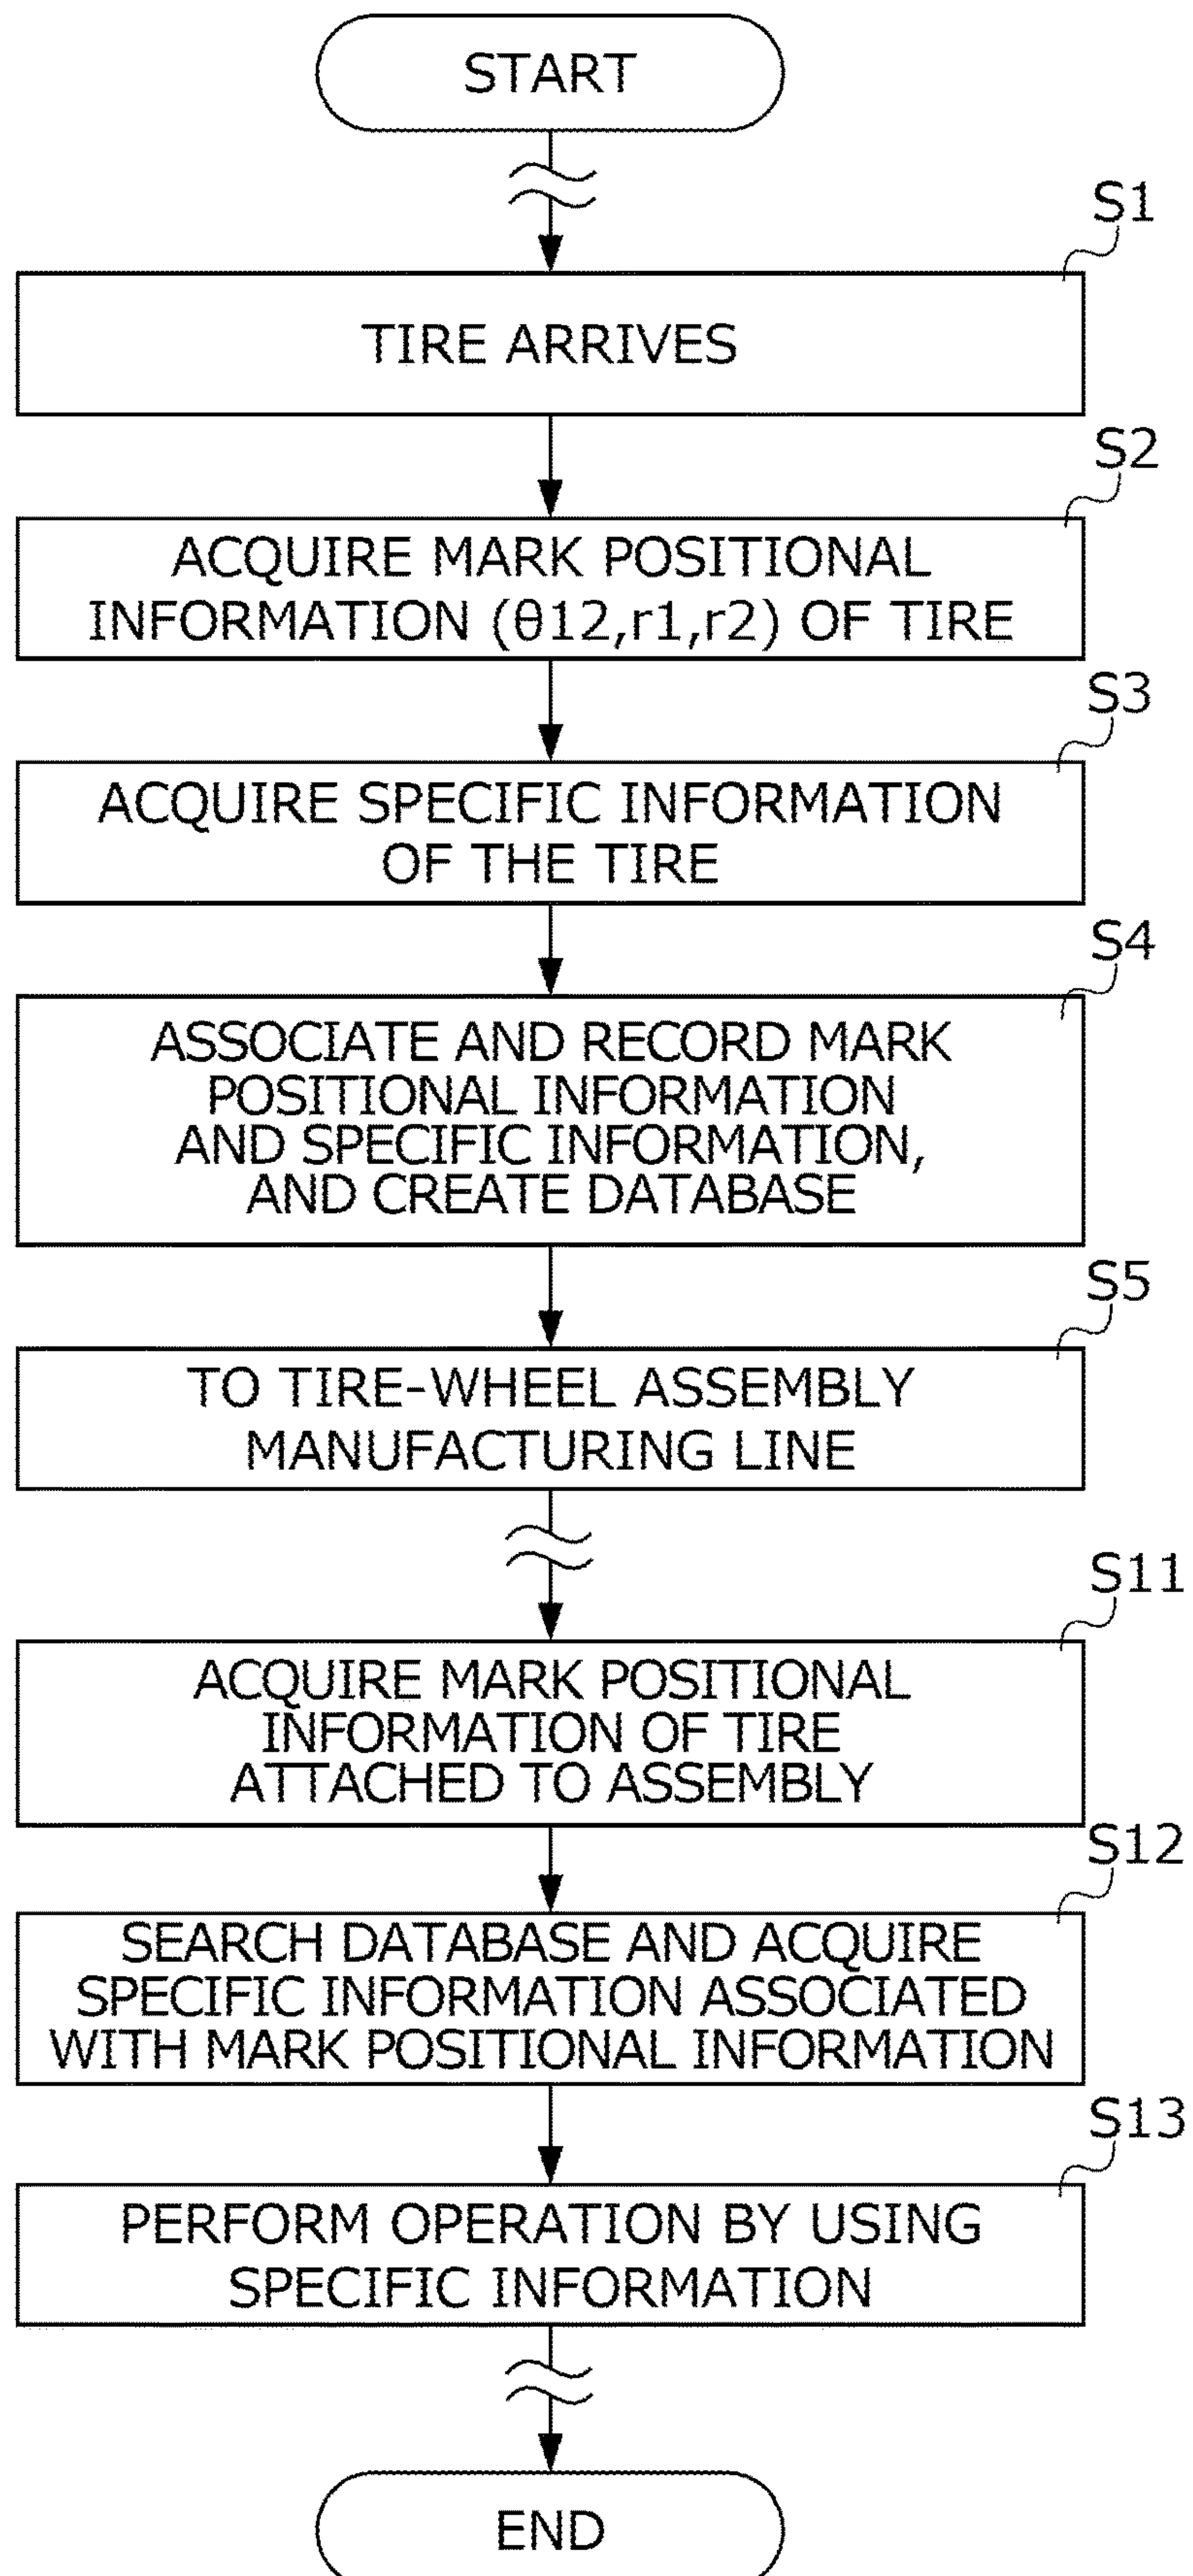 START
S1
TIRE ARRIVES
S2
ACQUIRE MARK POSITIONAL
INFORMATION (θ12,r1,r2) OF TIRE
S3
ACQUIRE SPECIFIC INFORMATION
OF THE TIRE
S4
ASSOCIATE AND RECORD MARK
POSITIONAL INFORMATION
AND SPECIFIC INFORMATION,
AND CREATE DATABASE
S5
TO TIRE-WHEEL ASSEMBLY
MANUFACTURING LINE
S11
ACQUIRE MARK POSITIONAL
INFORMATION OF TIRE
ATTACHED TO ASSEMBLY
S12
SEARCH DATABASE AND ACQUIRE
SPECIFIC INFORMATION ASSOCIATED
WITH MARK POSITIONAL INFORMATION
S13
PERFORM OPERATION BY USING
SPECIFIC INFORMATION
END